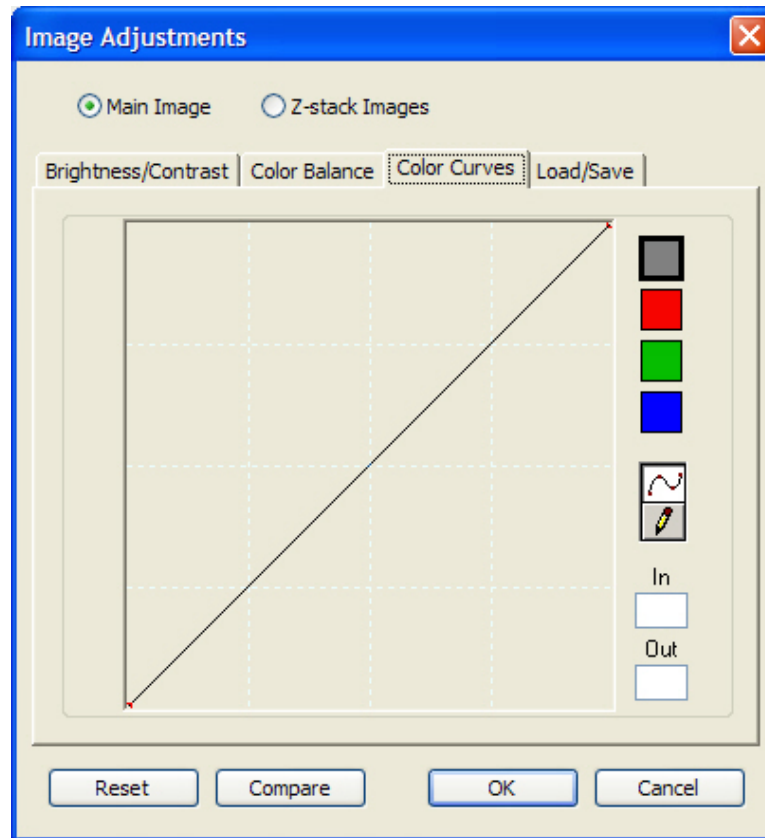 Image Adjustments
Main Image Z-stack Images
Brightness/Contrast Color Balance Color Curves Load/Save
In
Out
Reset Compare OK Cancel